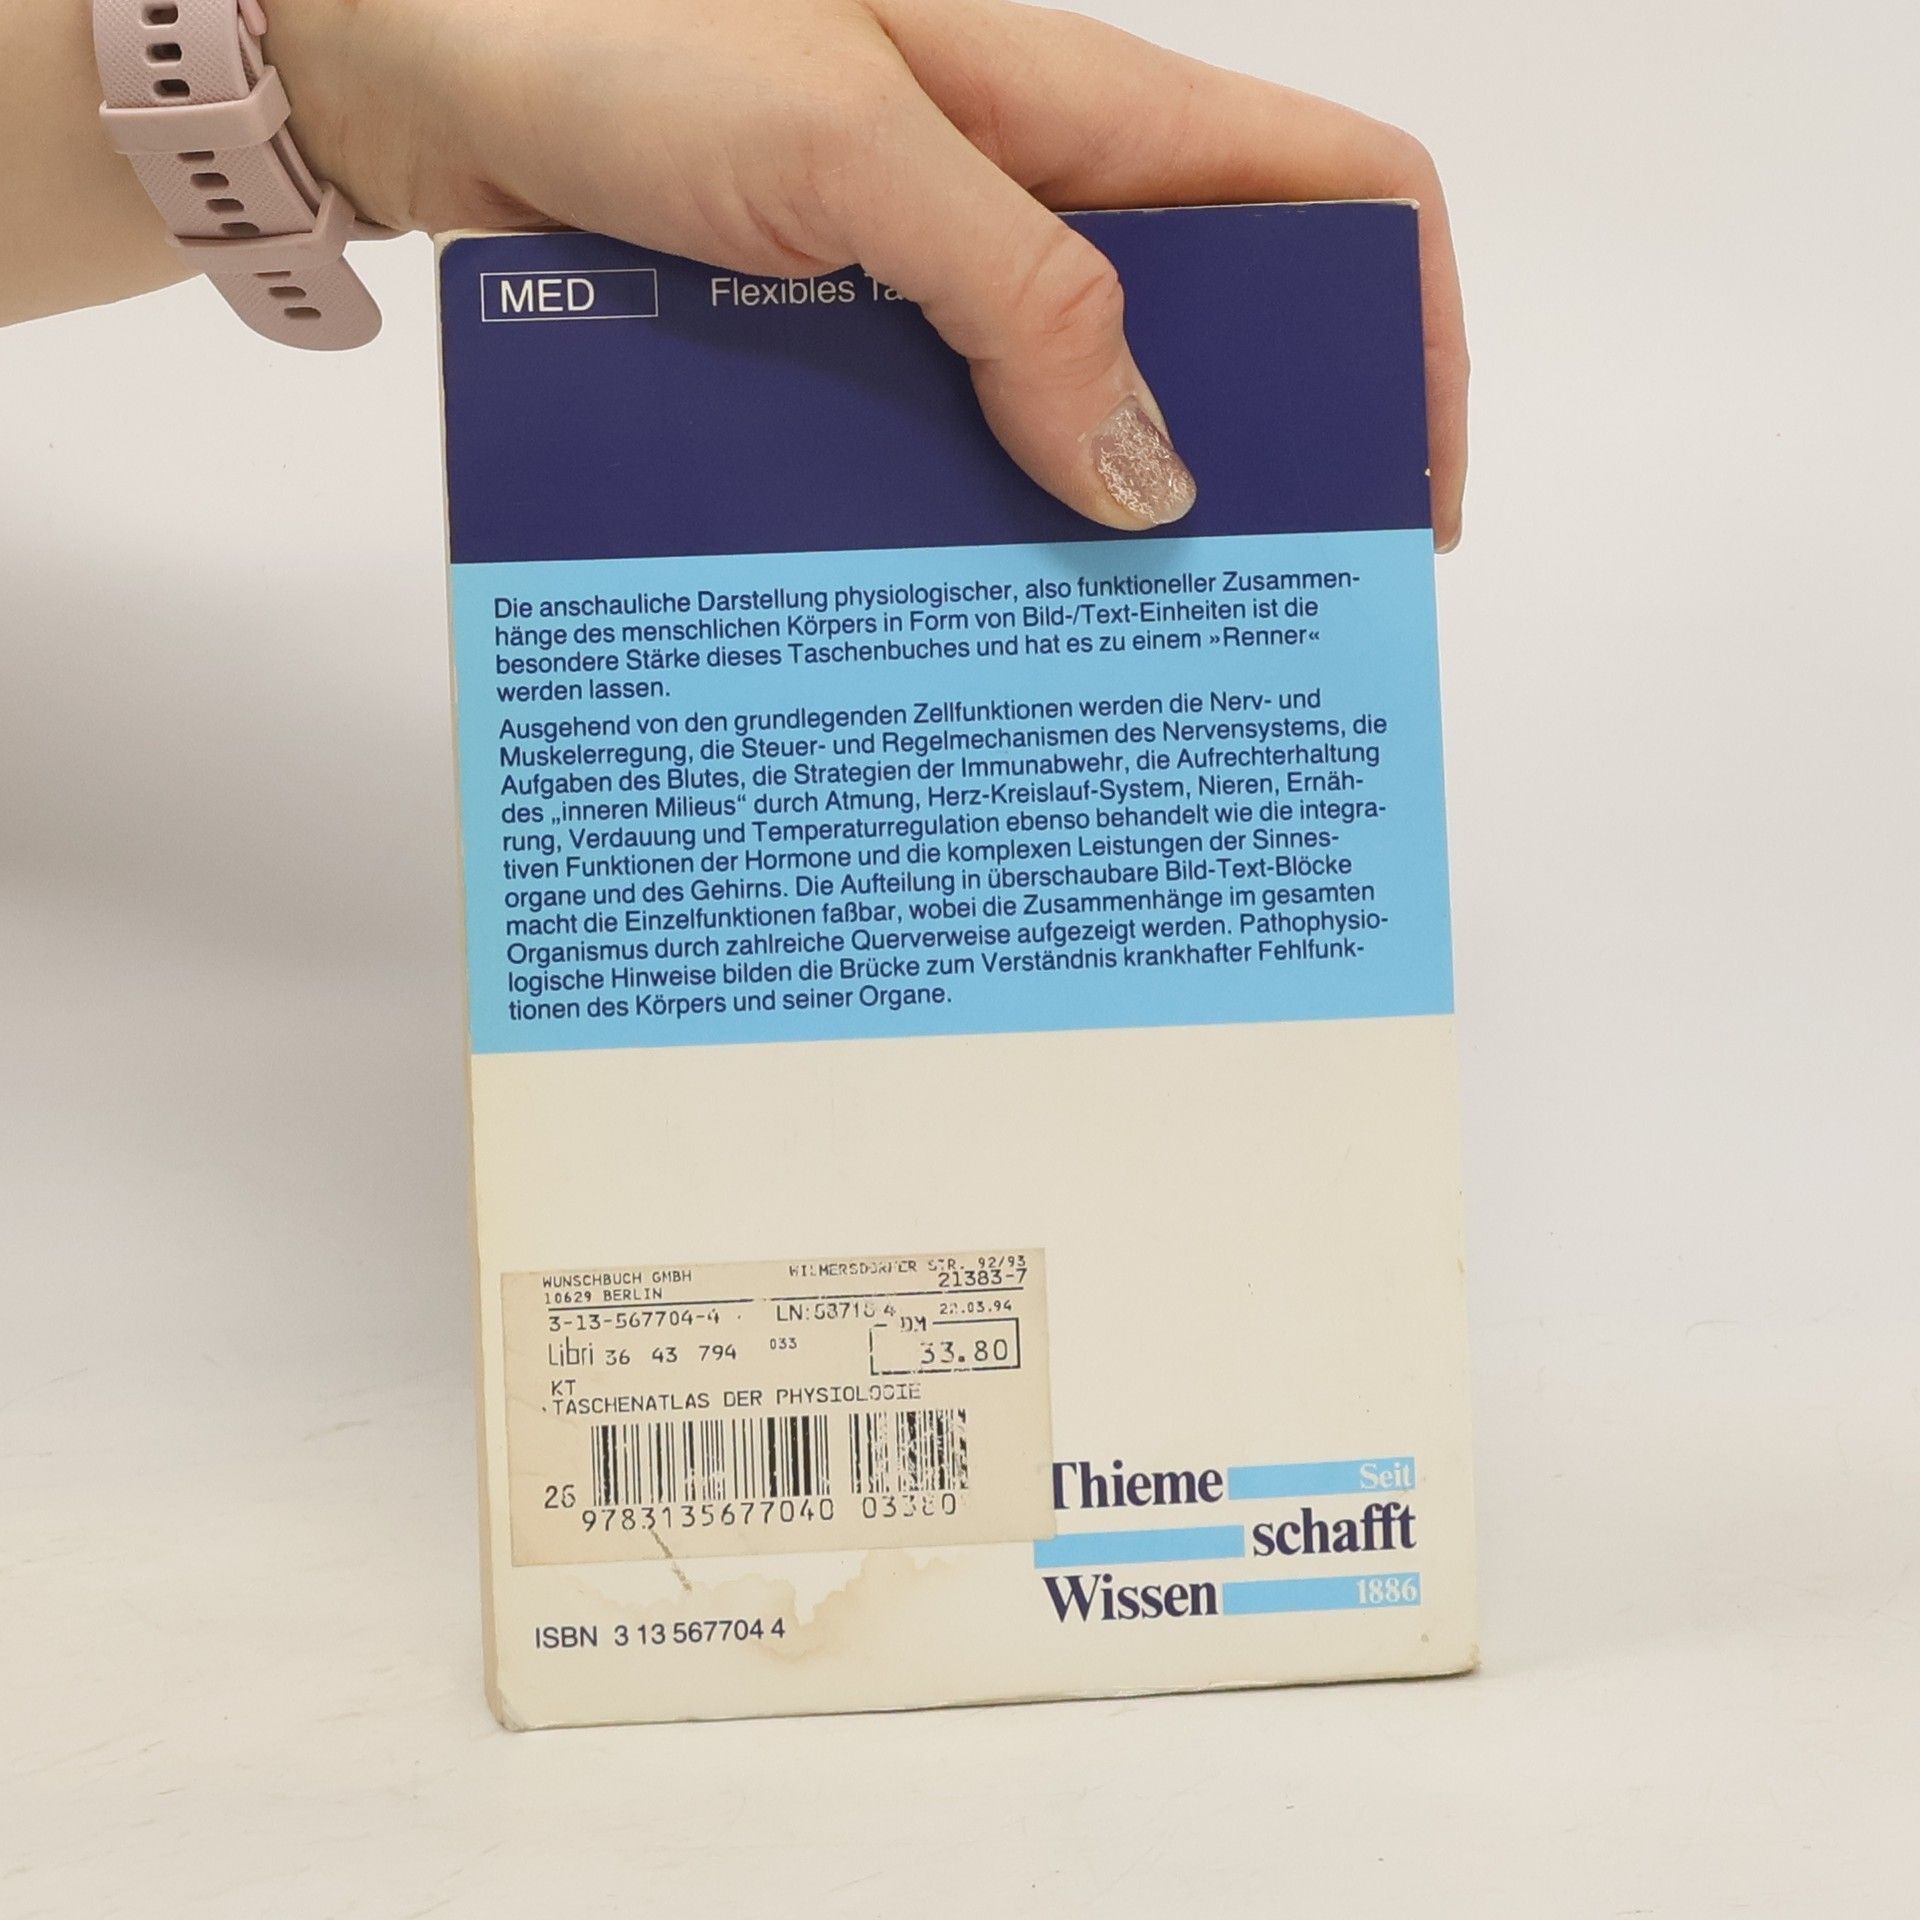 MED
Flexibles
Die anschauliche Darstellung physiologischer, also funktioneller Zusammen-
hänge des menschlichen Körpers in Form von Bild-/Text-Einheiten ist die
besondere Stärke dieses Taschenbuches und hat es zu einem »Renner«
werden lassen.
Ausgehend von den grundlegenden Zellfunktionen werden die Nerv- und
Muskelerregung, die Steuer- und Regelmechanismen des Nervensystems, die
Aufgaben des Blutes, die Strategien der Immunabwehr, die Aufrechterhaltung
des „inneren Milieus“ durch Atmung, Herz-Kreislauf-System, Nieren, Ernäh-
rung, Verdauung und Temperaturregulation ebenso behandelt wie die integra-
tiven Funktionen der Hormone und die komplexen Leistungen der Sinnes-
organe und des Gehirns. Die Aufteilung in überschaubare Bild-Text-Blöcke
macht die Einzelfunktionen faßbar, wobei die Zusammenhänge im gesamten
Organismus durch zahlreiche Querverweise aufgezeigt werden. Pathophysio-
logische Hinweise bilden die Brücke zum Verständnis krankhafter Fehlfunk-
tionen des Körpers und seiner Organe.
WUNSCHBUCH GMBH WILMERSDORFER STR. 92/93
10629 BERLIN 21383-7
3-13-567704-4 .03.94
Libri 36 43 794 033 DM 33.80
KT
TASCHENATLAS DER PHYSIOLOGIE
26
9783135677040 03380
Thieme Seit
schafft
Wissen 1886
ISBN 3 13 567704 4